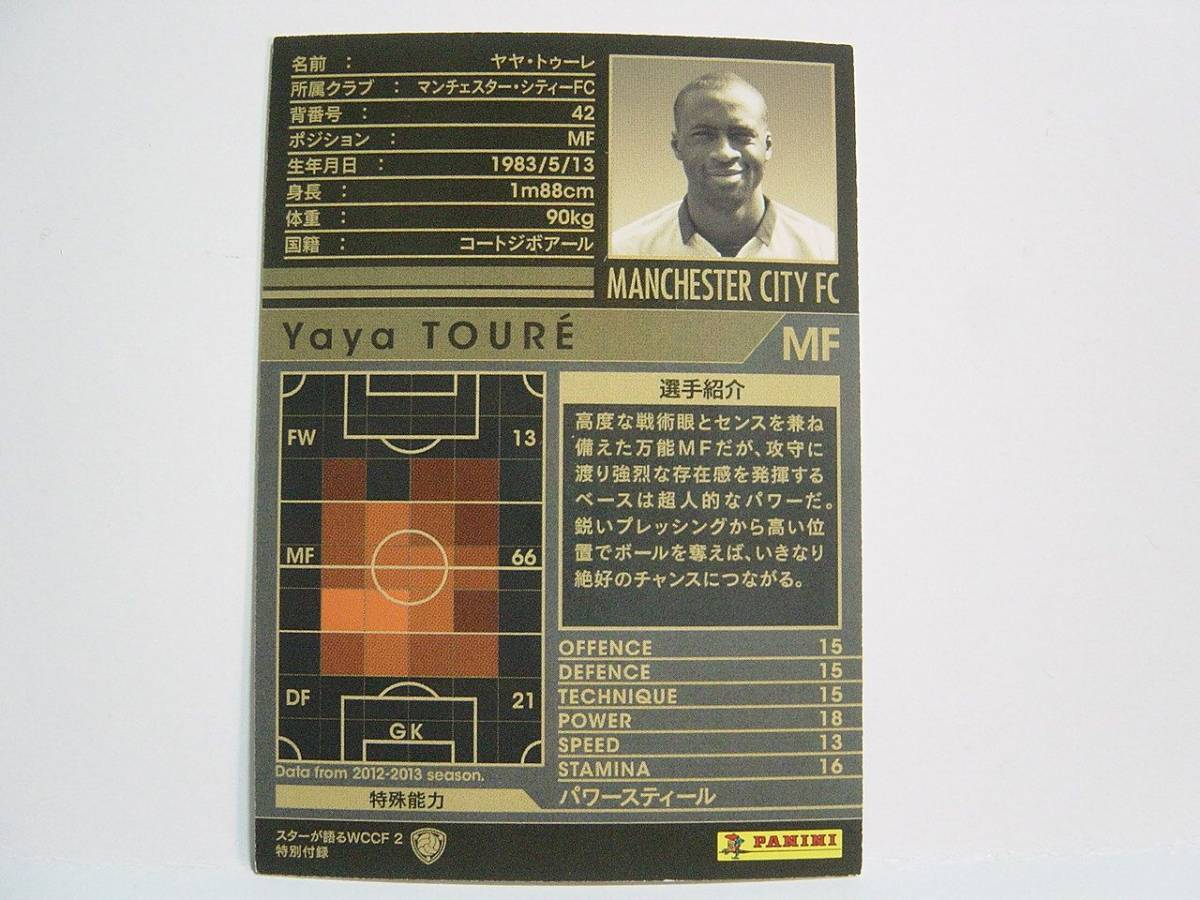 名前 : ヤヤ・トゥーレ
所属クラブ : マンチェスター・シティーFC
背番号 : 42
ポジション : MF
生年月日 : 1983/5/13
身長 : 1m88cm
体重 : 90kg
国籍 : コートジボアール
MANCHESTER CITY FC
Yaya TOURÉ
MF
FW 13
MF 66
DF 21
GK
Data from 2012-2013 season.
選手紹介
高度な戦術眼とセンスを兼ね
備えた万能MFだが、攻守に
渡り強烈な存在感を発揮する
ベースは超人的なパワーだ。
鋭いプレッシングから高い位
置でボールを奪えば、いきなり
絶好のチャンスにつながる。
OFFENCE 15
DEFENCE 15
TECHNIQUE 15
POWER 18
SPEED 13
STAMINA 16
特殊能力 パワースティール
スターが語るWCCF 2
特別付録
PANINI